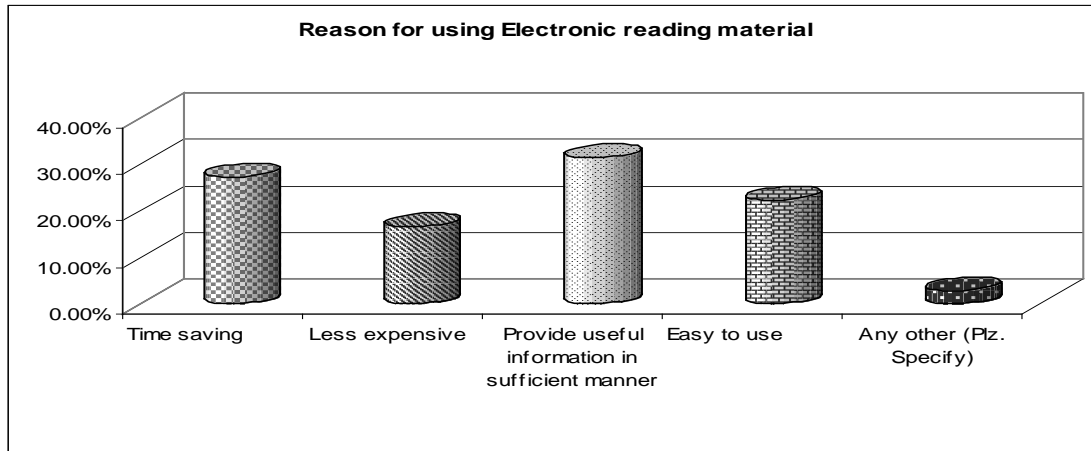 Reason for using Electronic reading material
40.00%
30.00%
20.00%
10.00%
0.00%
Time saving
Less expensive
Provide useful
information in
sufficient manner
Easy to use
Any other (Plz.
Specify)